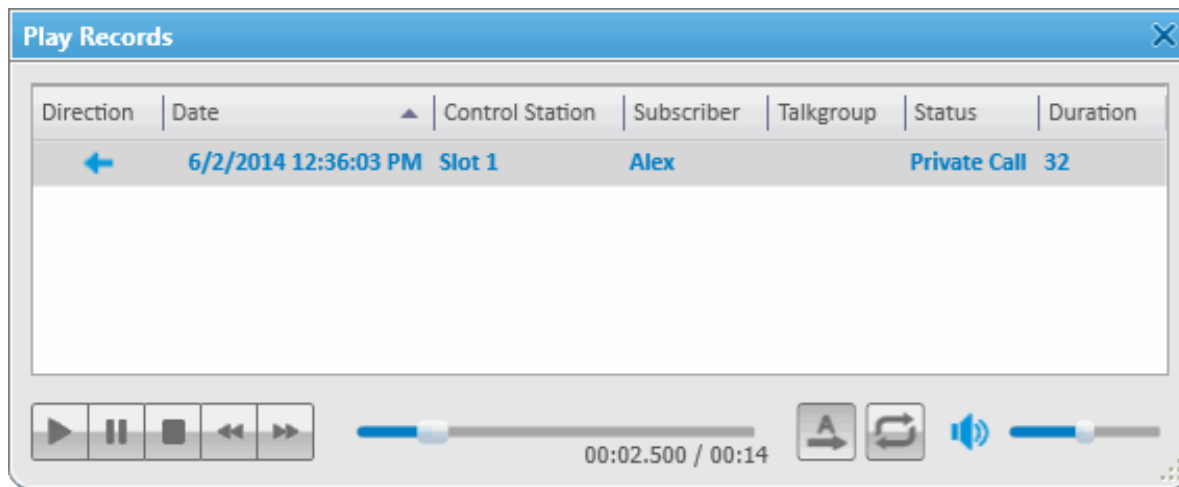 Play Records
Direction Date Control Station Subscriber Talkgroup Status Duration
6/2/2014 12:36:03 PM Slot 1 Alex Private Call 32
00:02.500 / 00:14
A